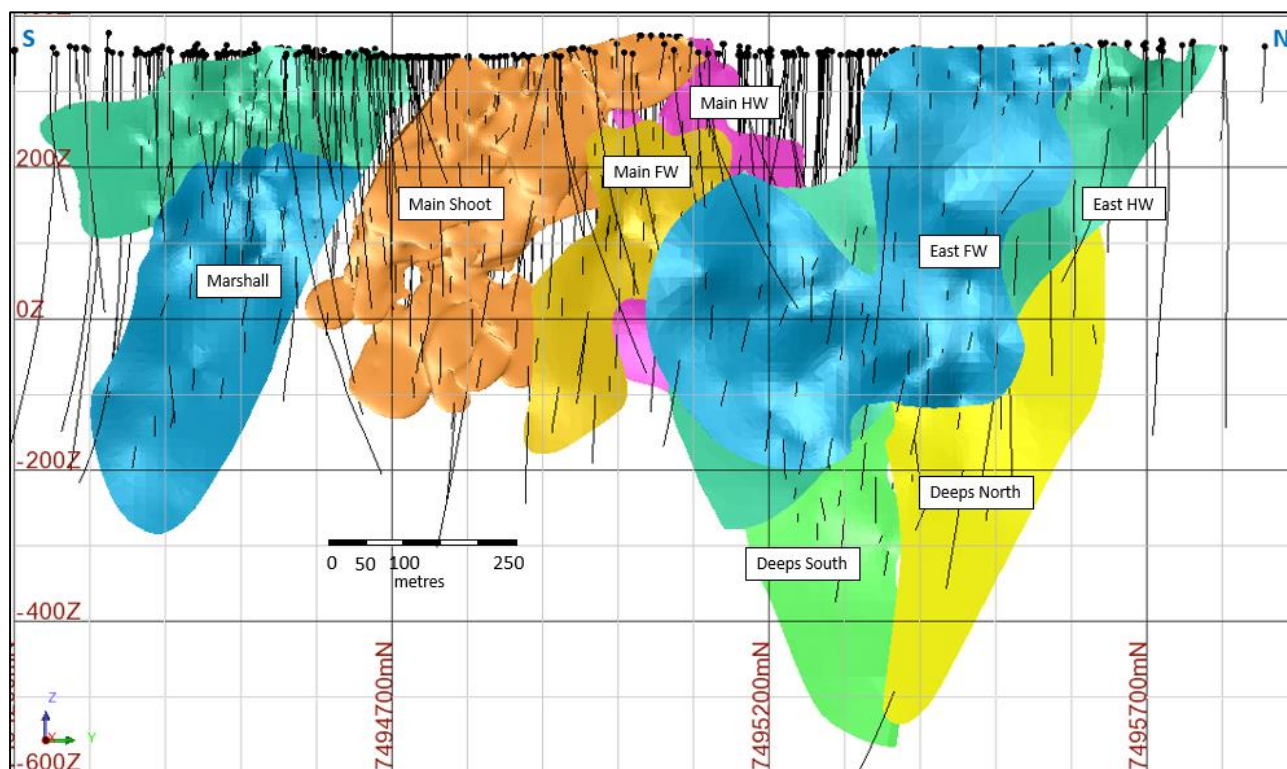 S
N
Main HW
200Z
Main FW
Main Shoot
East HW
Marshall
East FW
0Z
-200Z
Deeps North
0 50 100 250
metres
Deeps South
-400Z
7494700mN
7495200mN
7495700mN
Z
X
Y
-600Z